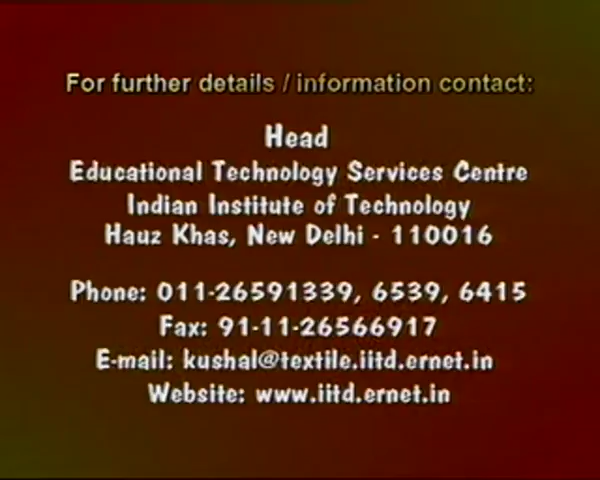 For further details / information contact:
Head
Educational Technology Services Centre
Indian Institute of Technology
Hauz Khas, New Delhi - 110016
Phone: 011-26591339, 6539, 6415
Fax: 91-11-26566917
E-mail: kushal@textile.iitd.ernet.in
Website: www.iitd.ernet.in